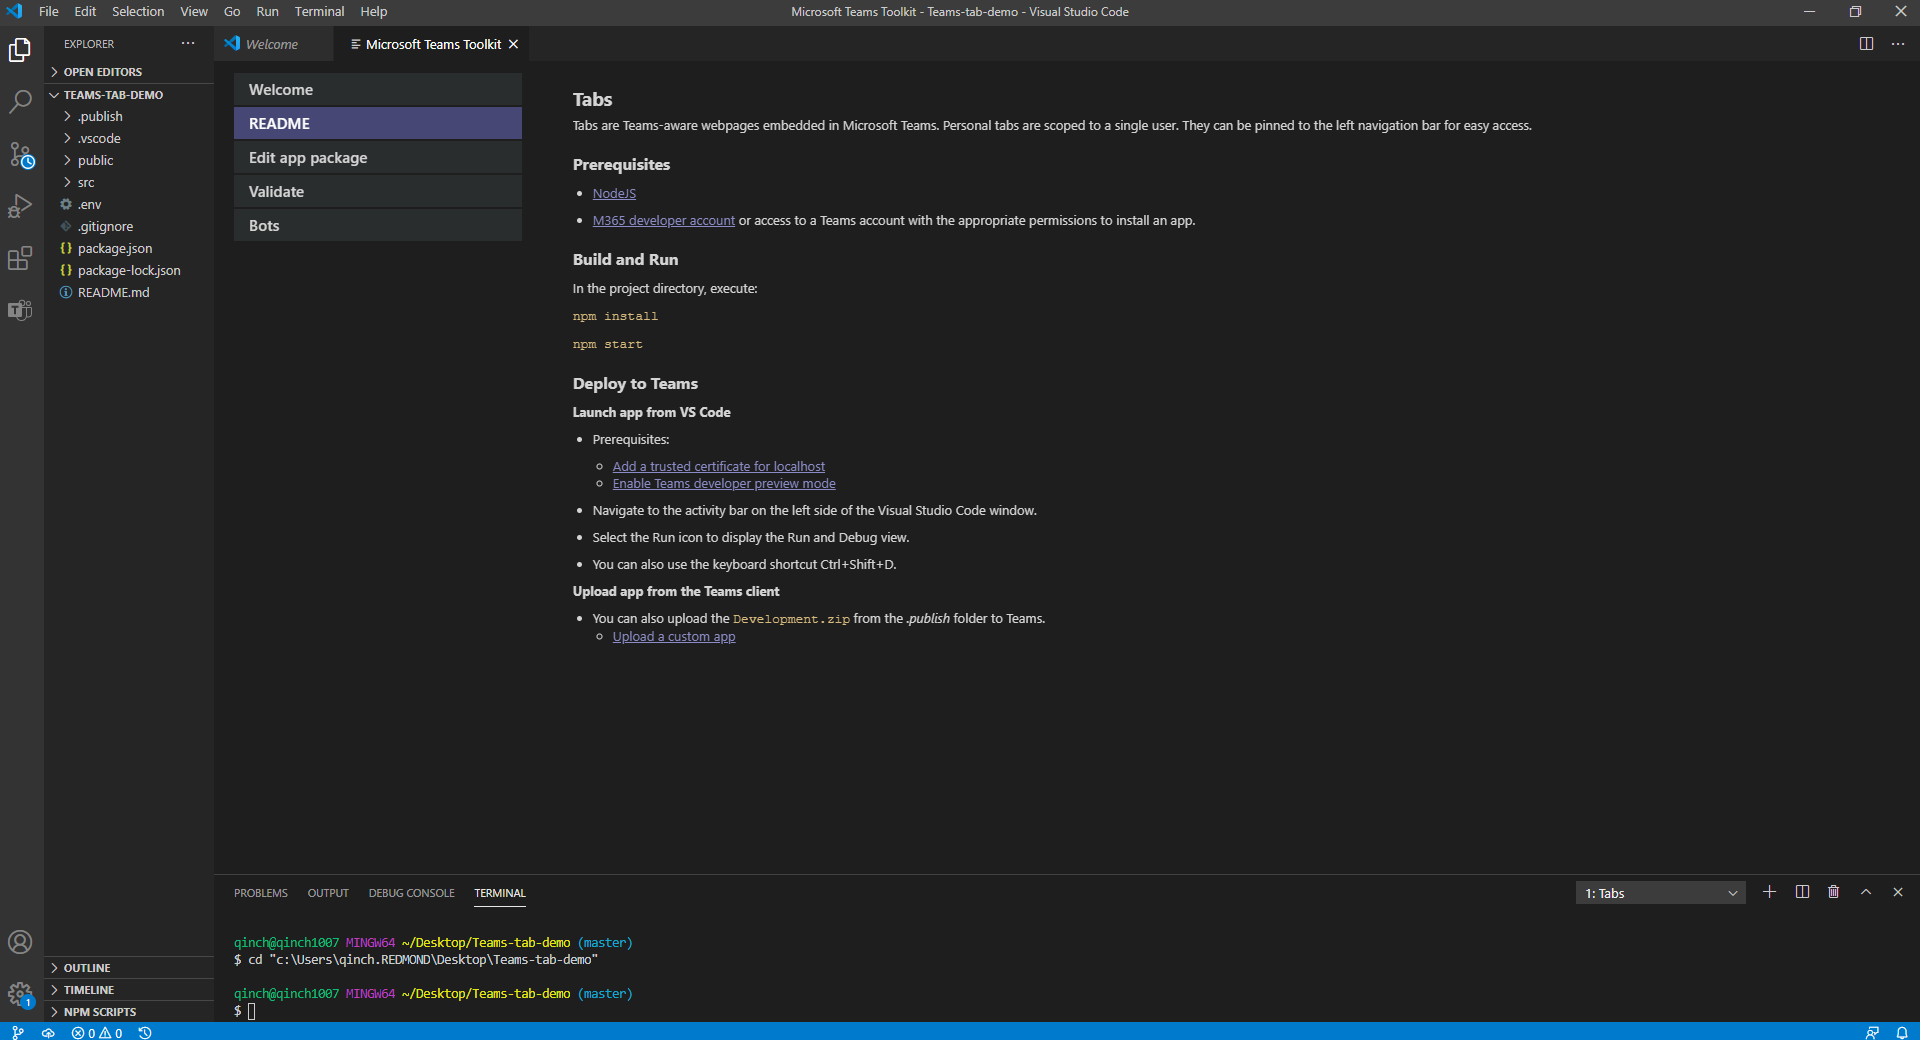 File Edit Selection View Go Run Terminal Help
Microsoft Teams Toolkit - Teams-tab-demo - Visual Studio Code
EXPLORER
OPEN EDITORS
TEAMS-TAB-DEMO
.publish
.vscode
public
src
.env
.gitignore
package.json
package-lock.json
README.md
OUTLINE
TIMELINE
NPM SCRIPTS
1
Welcome
Microsoft Teams Toolkit
Welcome
README
Edit app package
Validate
Bots
Tabs
Tabs are Teams-aware webpages embedded in Microsoft Teams. Personal tabs are scoped to a single user. They can be pinned to the left navigation bar for easy access.
Prerequisites
• NodeJS
• M365 developer account or access to a Teams account with the appropriate permissions to install an app.
Build and Run
In the project directory, execute:
npm install
npm start
Deploy to Teams
Launch app from VS Code
• Prerequisites:
○ Add a trusted certificate for localhost
○ Enable Teams developer preview mode
• Navigate to the activity bar on the left side of the Visual Studio Code window.
• Select the Run icon to display the Run and Debug view.
• You can also use the keyboard shortcut Ctrl+Shift+D.
Upload app from the Teams client
• You can also upload the Development.zip from the .publish folder to Teams.
○ Upload a custom app
PROBLEMS OUTPUT DEBUG CONSOLE TERMINAL
1: Tabs
qinch@qinch1007 MINGW64 ~/Desktop/Teams-tab-demo (master)
$ cd "c:\Users\qinch.REDMOND\Desktop\Teams-tab-demo"
qinch@qinch1007 MINGW64 ~/Desktop/Teams-tab-demo (master)
$
0 0